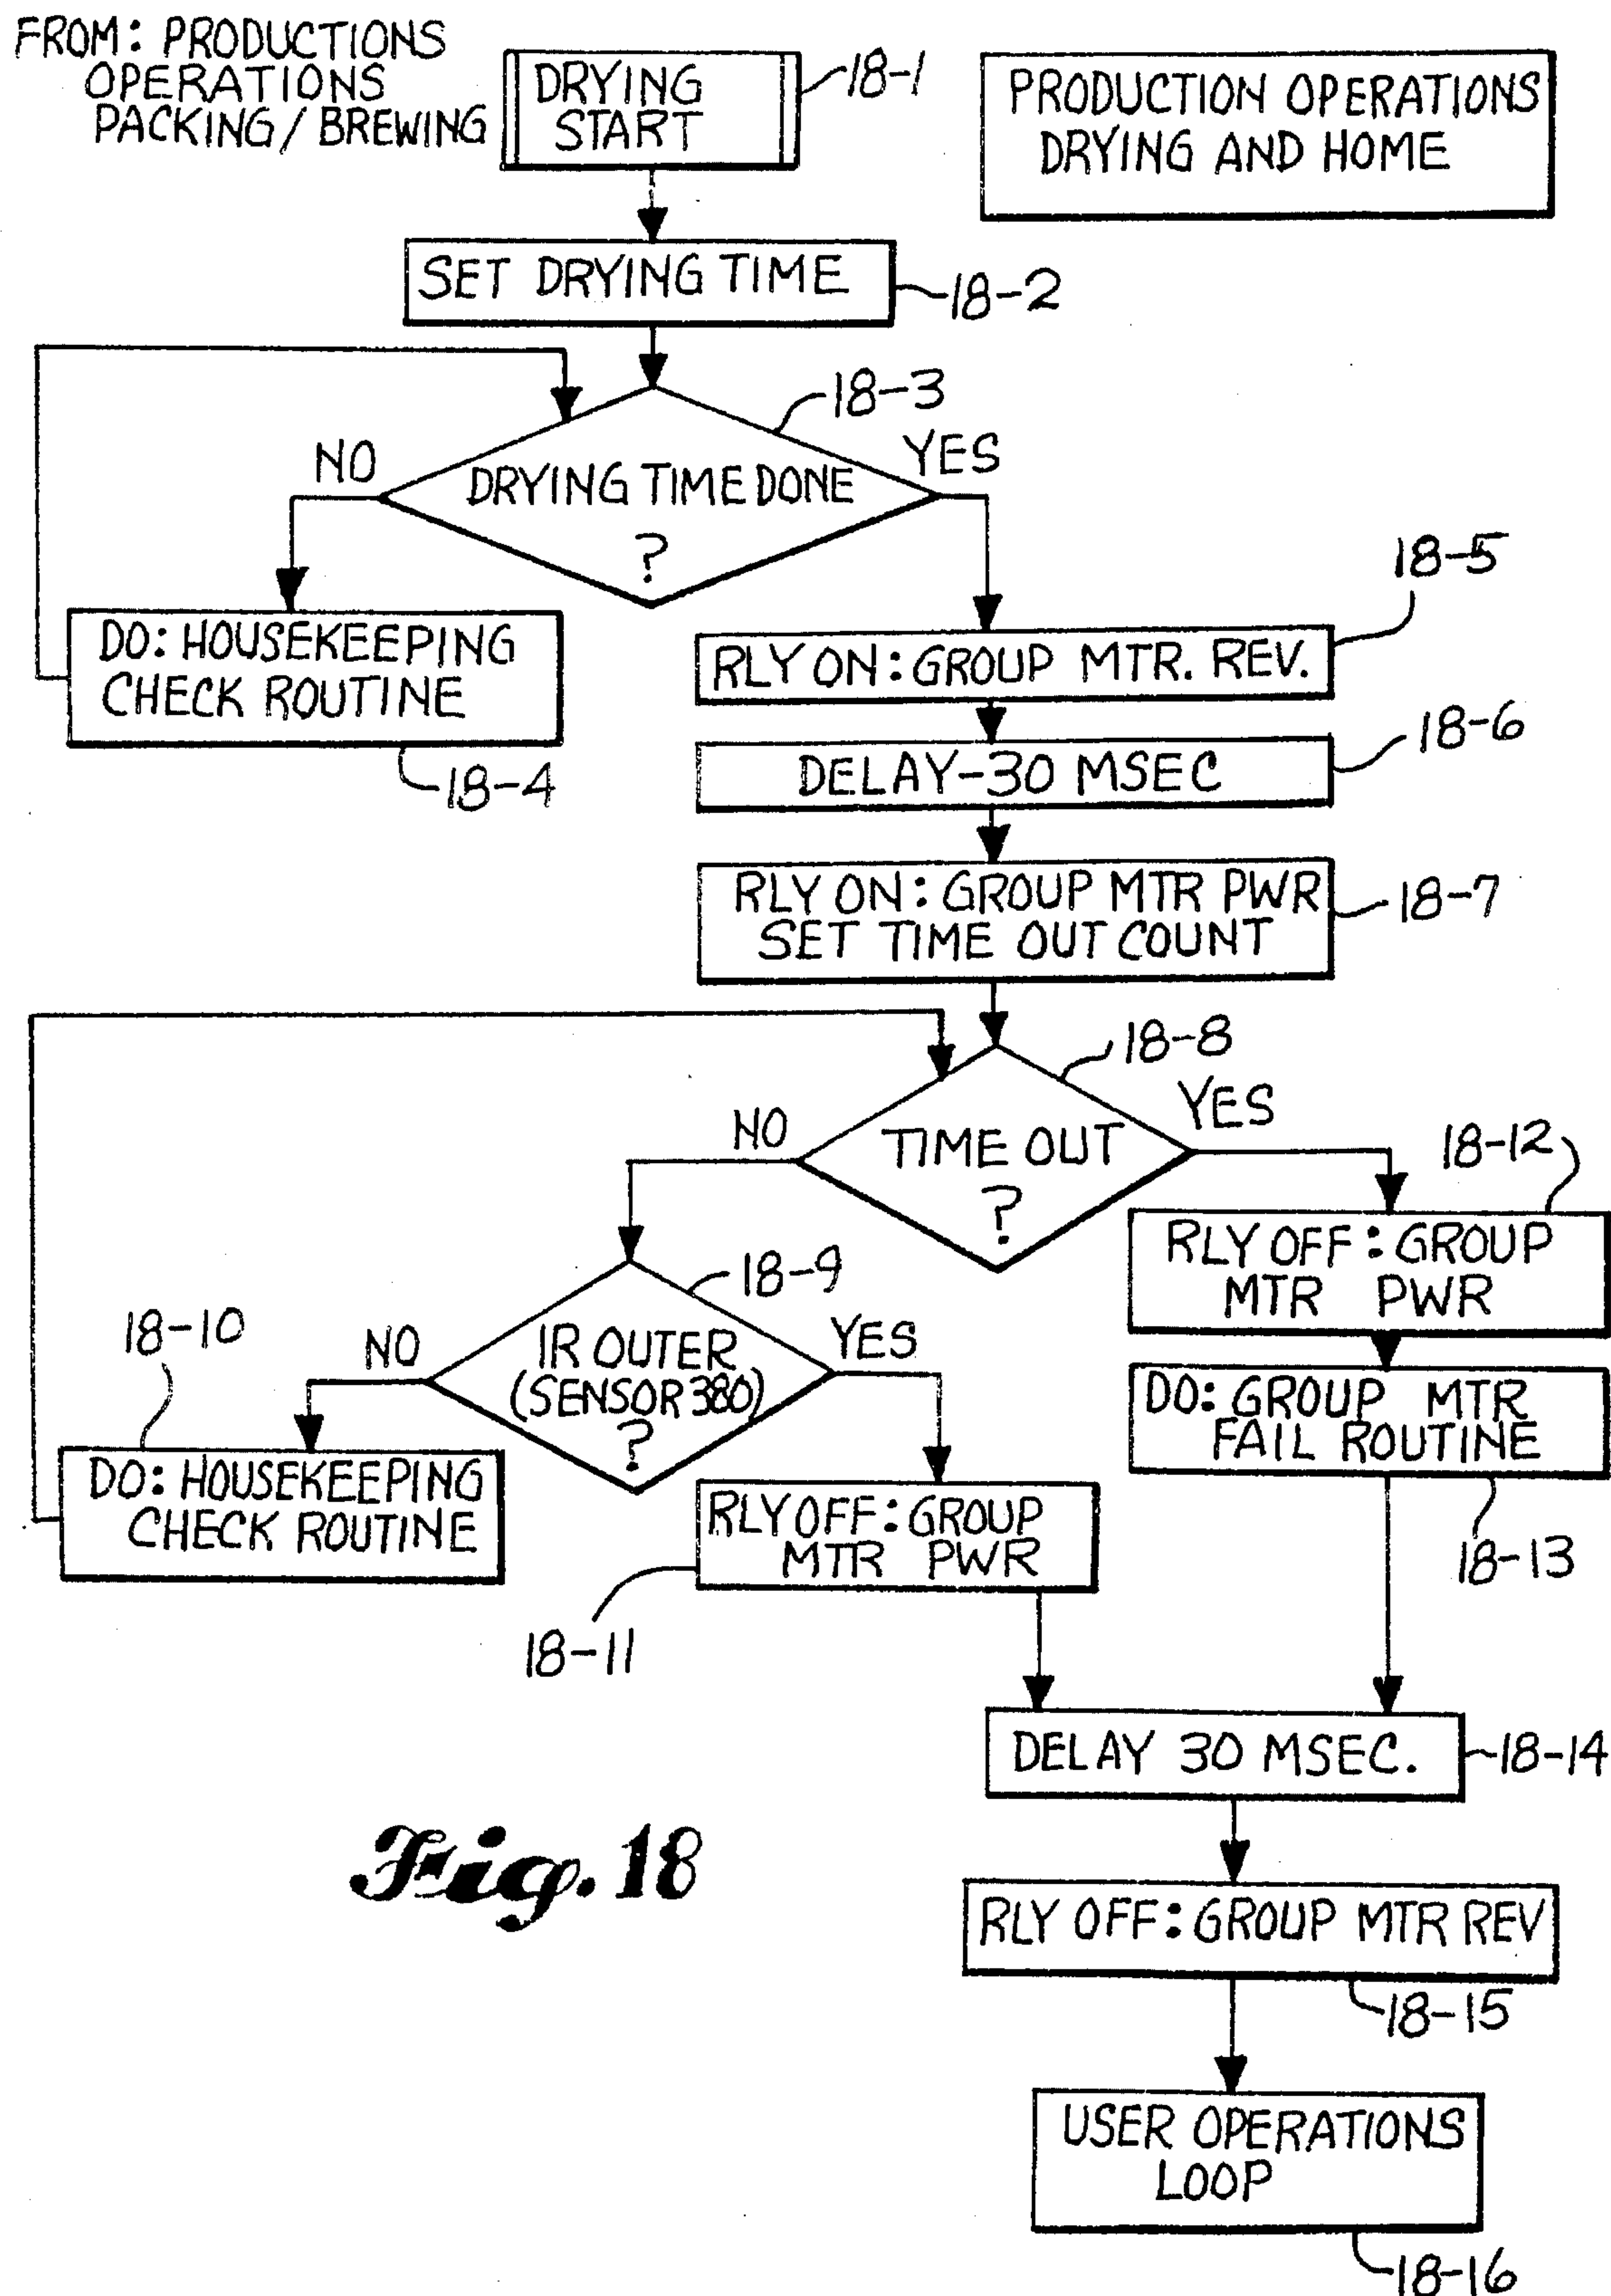 FROM: PRODUCTIONS
OPERATIONS
PACKING/BREWING
DRYING
START
18-1
PRODUCTION OPERATIONS
DRYING AND HOME
SET DRYING TIME
18-2
18-3
NO
YES
DRYING TIME DONE
?
18-5
DO: HOUSEKEEPING
CHECK ROUTINE
18-4
RLY ON: GROUP MTR. REV.
18-6
DELAY-30 MSEC
RLY ON: GROUP MTR PWR
SET TIME OUT COUNT
18-7
18-8
NO
YES
TIME OUT
?
18-12
RLY OFF: GROUP
MTR PWR
18-9
18-10
NO
YES
IR OUTER
(SENSOR 380)
?
DO: GROUP MTR
FAIL ROUTINE
18-13
DO: HOUSEKEEPING
CHECK ROUTINE
RLY OFF: GROUP
MTR PWR
18-11
DELAY 30 MSEC.
18-14
Fig. 18
RLY OFF: GROUP MTR REV
18-15
USER OPERATIONS
LOOP
18-16